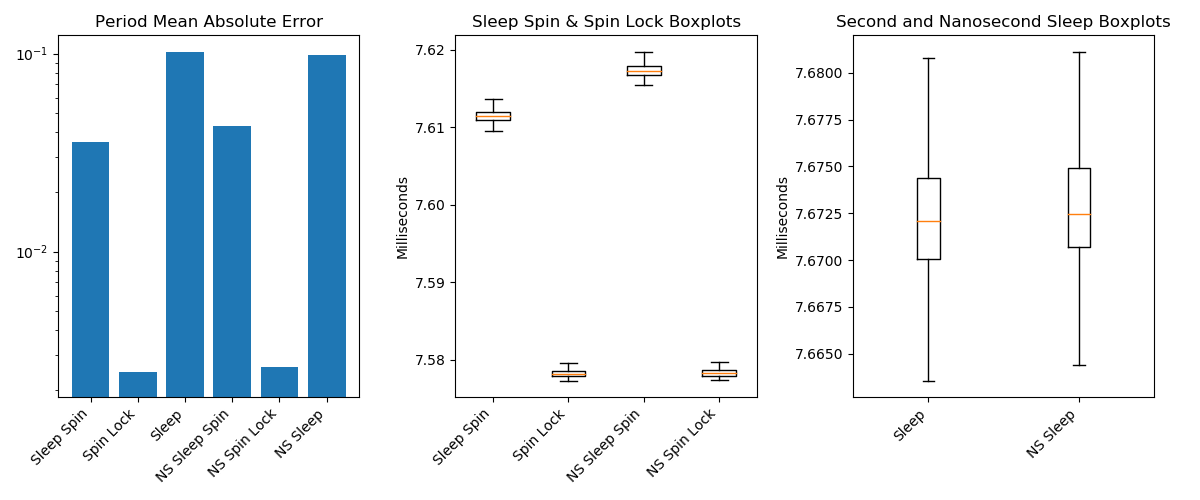 Period Mean Absolute Error
10⁻¹
10⁻²
Sleep Spin
Spin Lock
Sleep
NS Sleep Spin
NS Spin Lock
NS Sleep
Sleep Spin & Spin Lock Boxplots
Milliseconds
7.62
7.61
7.60
7.59
7.58
Sleep Spin
Spin Lock
NS Sleep Spin
NS Spin Lock
Second and Nanosecond Sleep Boxplots
Milliseconds
7.6800
7.6775
7.6750
7.6725
7.6700
7.6675
7.6650
Sleep
NS Sleep